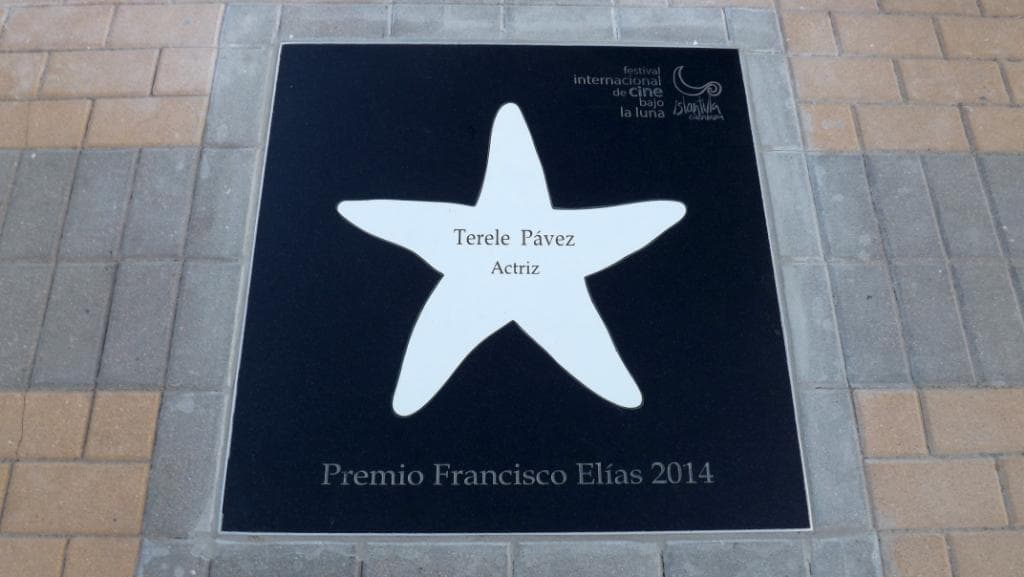 festival
internacional
de cine
bajo
la luna
islantilla
Terele Pávez
Actriz
Premio Francisco Elías 2014